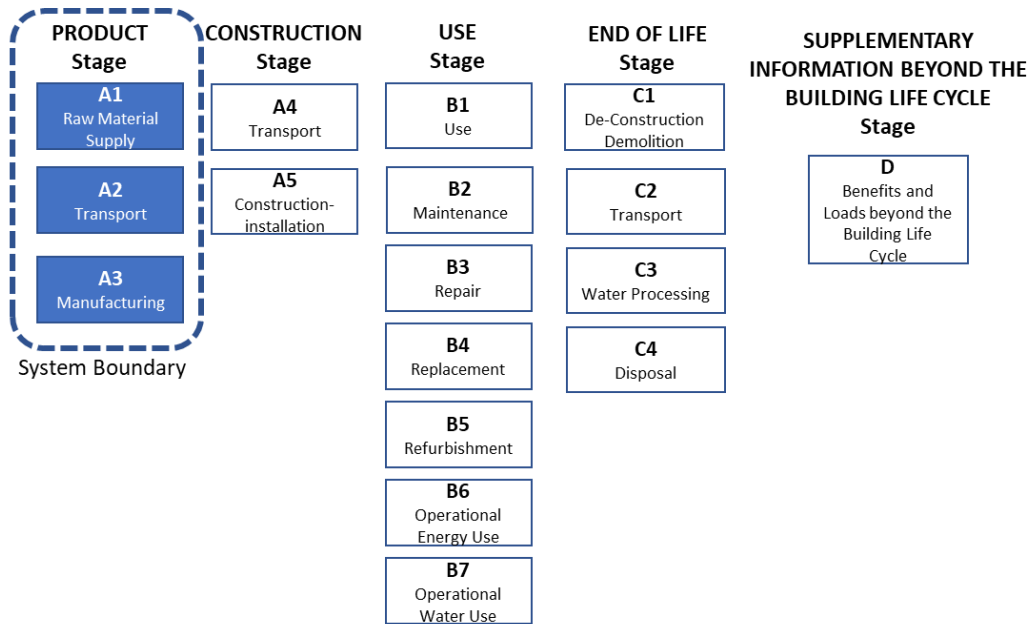 PRODUCT
Stage
A1
Raw Material
Supply
A2
Transport
A3
Manufacturing
System Boundary
CONSTRUCTION
Stage
A4
Transport
A5
Construction-
installation
USE
Stage
B1
Use
B2
Maintenance
B3
Repair
B4
Replacement
B5
Refurbishment
B6
Operational
Energy Use
B7
Operational
Water Use
END OF LIFE
Stage
C1
De-Construction
Demolition
C2
Transport
C3
Water Processing
C4
Disposal
SUPPLEMENTARY
INFORMATION BEYOND THE
BUILDING LIFE CYCLE
Stage
D
Benefits and
Loads beyond the
Building Life
Cycle